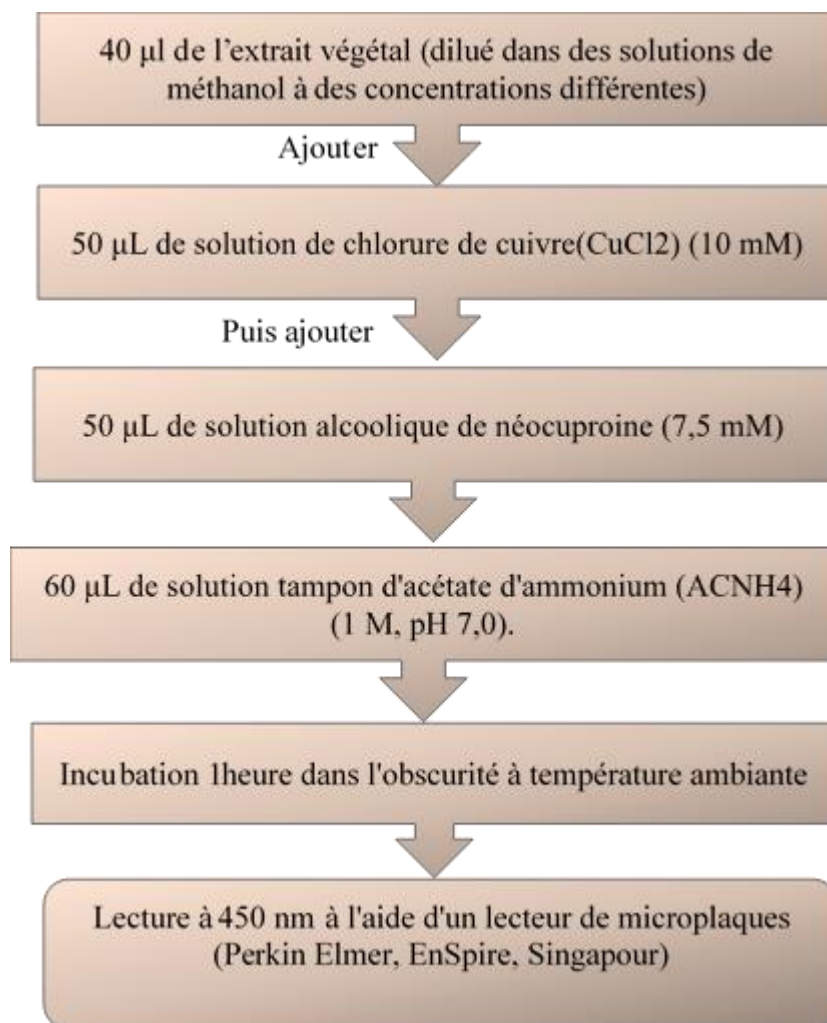 40 µl de l’extrait végétal (dilué dans des solutions de
méthanol à des concentrations différentes)
Ajouter
50 µL de solution de chlorure de cuivre(CuCl2) (10 mM)
Puis ajouter
50 µL de solution alcoolique de néocuproine (7,5 mM)
60 µL de solution tampon d'acétate d'ammonium (ACNH4)
(1 M, pH 7,0).
Incubation 1heure dans l'obscurité à température ambiante
Lecture à 450 nm à l'aide d'un lecteur de microplaques
(Perkin Elmer, EnSpire, Singapour)